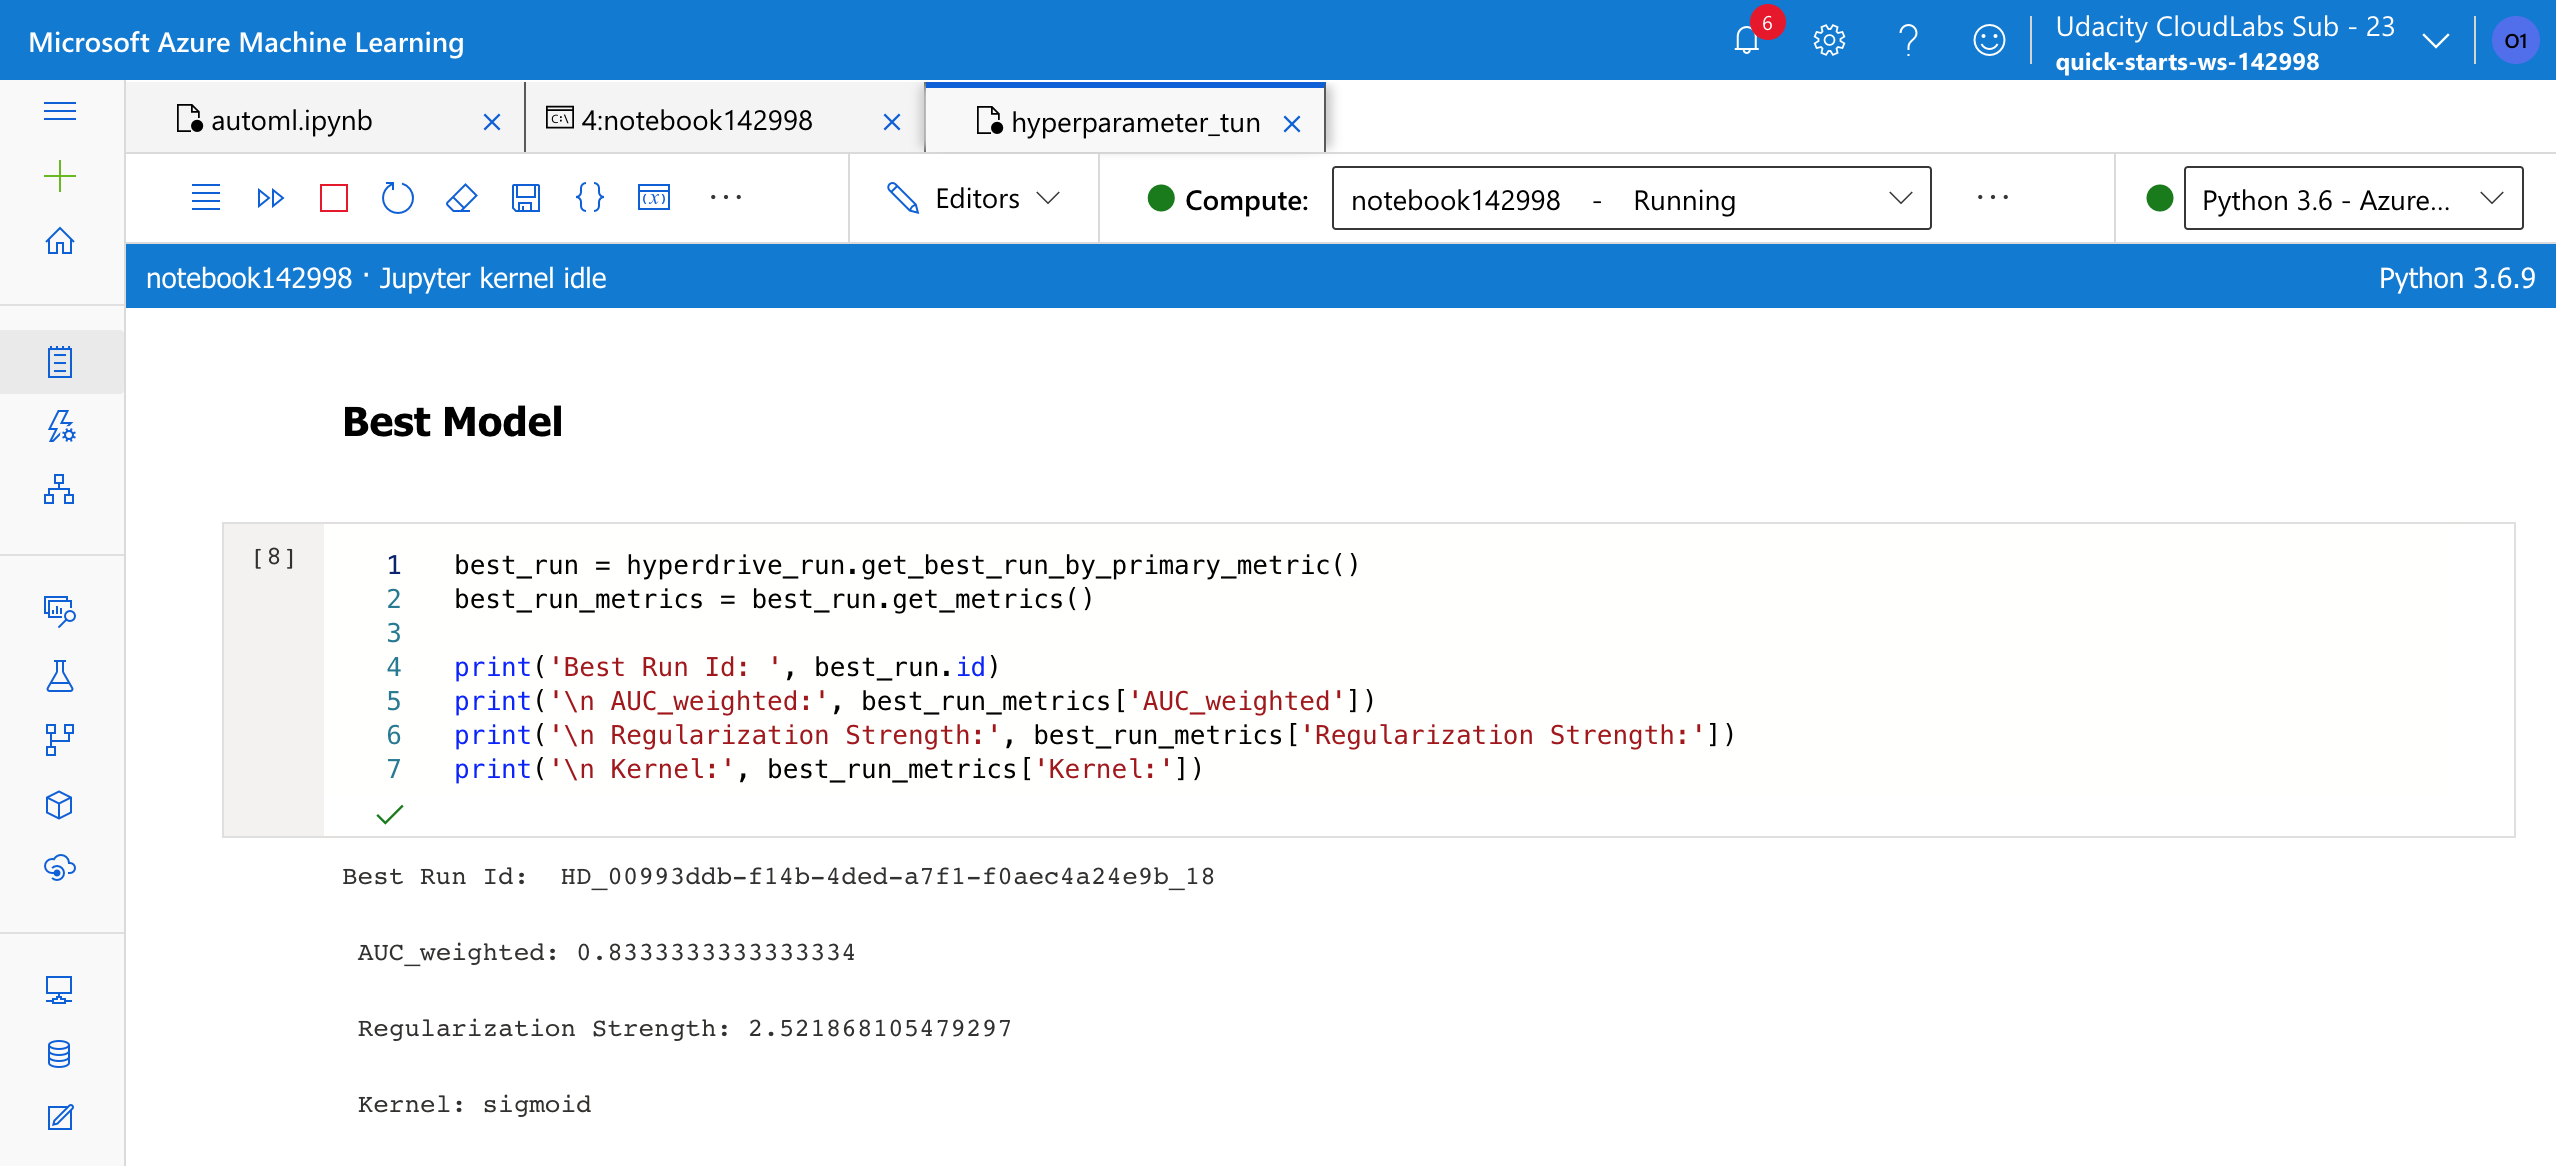 Microsoft Azure Machine Learning
6
Udacity CloudLabs Sub - 23
quick-starts-ws-142998
O1
automl.ipynb
4:notebook142998
hyperparameter_tun
Editors
Compute:
notebook142998 - Running
Python 3.6 - Azure...
notebook142998 · Jupyter kernel idle
Python 3.6.9
Best Model
[8]
1 best_run = hyperdrive_run.get_best_run_by_primary_metric()
2 best_run_metrics = best_run.get_metrics()
3
4 print('Best Run Id: ', best_run.id)
5 print('\n AUC_weighted:', best_run_metrics['AUC_weighted'])
6 print('\n Regularization Strength:', best_run_metrics['Regularization Strength:'])
7 print('\n Kernel:', best_run_metrics['Kernel:'])
Best Run Id:  HD_00993ddb-f14b-4ded-a7f1-f0aec4a24e9b_18
AUC_weighted: 0.8333333333333334
Regularization Strength: 2.521868105479297
Kernel: sigmoid